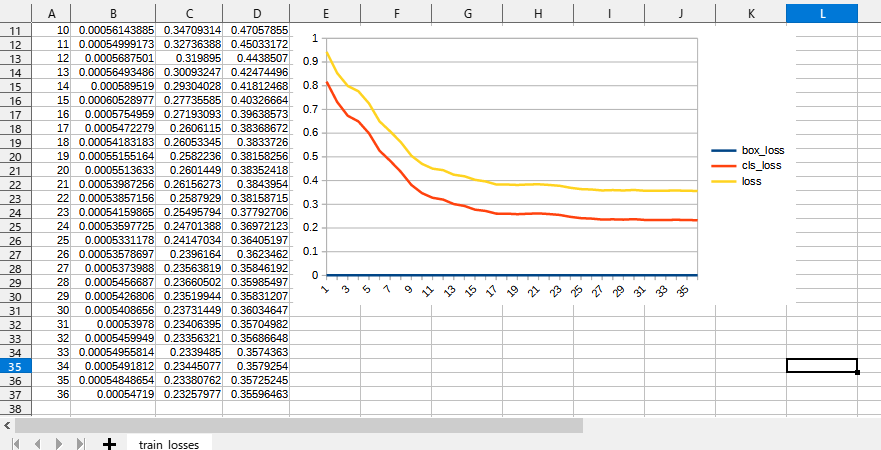 A B C D E F G H I J K L
11 10 0.00056143885 0.34709314 0.47057855
12 11 0.00054999173 0.32736388 0.45033172
13 12 0.0005687501 0.319895 0.4438507
14 13 0.00056493486 0.30093247 0.42474496
15 14 0.000589519 0.29304028 0.41812468
16 15 0.00060528977 0.27735585 0.40326664
17 16 0.0005754959 0.27193093 0.39638573
18 17 0.0005472279 0.2606115 0.38368672
19 18 0.00054183183 0.26053345 0.3833726
20 19 0.00055155164 0.2582236 0.38158256
21 20 0.0005513633 0.2601449 0.38352418
22 21 0.00053987256 0.26156273 0.3843954
23 22 0.00053857156 0.2587929 0.38158715
24 23 0.00054159865 0.25495794 0.37792706
25 24 0.00053597725 0.24701388 0.36972123
26 25 0.0005331178 0.24147034 0.36405197
27 26 0.00053578697 0.2396164 0.3623462
28 27 0.0005373988 0.23563819 0.35846192
29 28 0.0005456687 0.23660502 0.35985497
30 29 0.0005426806 0.23519944 0.35831207
31 30 0.0005408656 0.23731449 0.36034647
32 31 0.00053978 0.23406395 0.35704982
33 32 0.0005459949 0.23356321 0.35686648
34 33 0.00054955814 0.2339485 0.3574363
35 34 0.0005491812 0.23445077 0.3579254
36 35 0.00054848654 0.23380762 0.35725245
37 36 0.00054719 0.23257977 0.35596463
38
1
0.9
0.8
0.7
0.6
0.5
0.4
0.3
0.2
0.1
0
1 3 5 7 9 11 13 15 17 19 21 23 25 27 29 31 33 35
box_loss
cls_loss
loss
train_losses